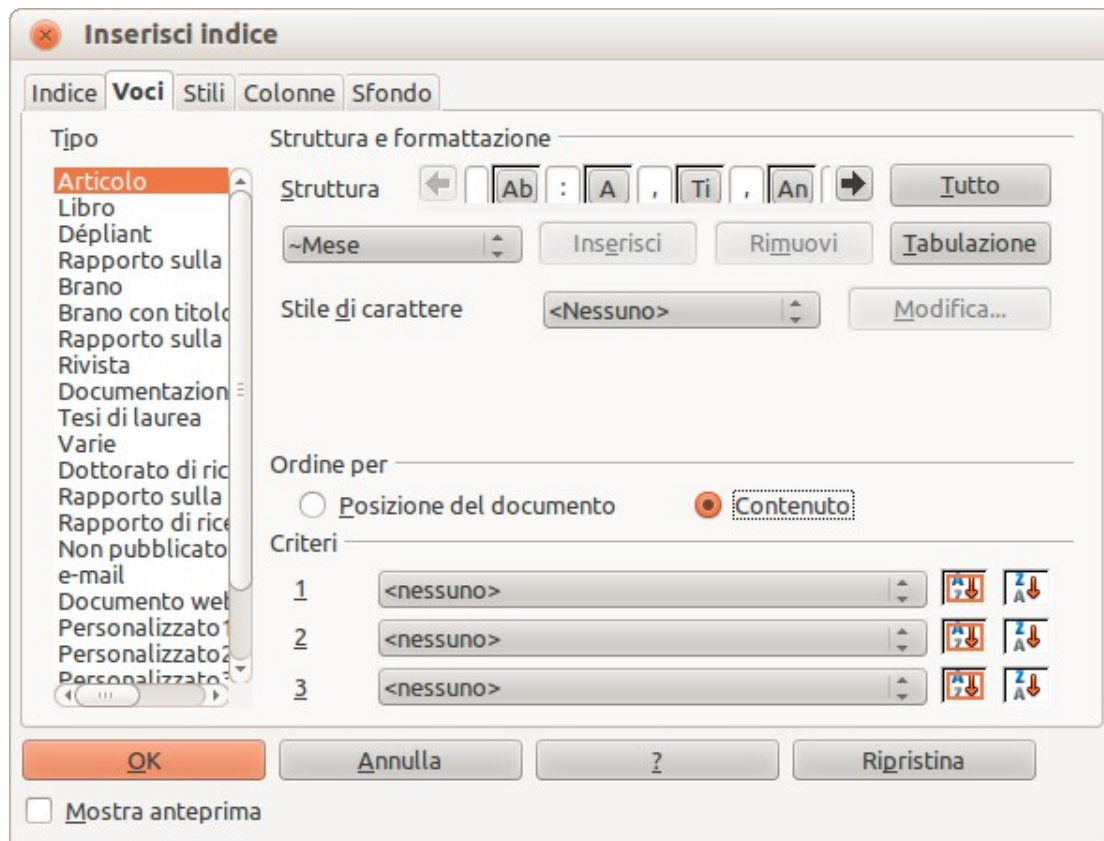 Inserisci indice
Indice Voci Stili Colonne Sfondo
Tipo
Articolo
Libro
Dépliant
Rapporto sulla
Brano
Brano con titolo
Rapporto sulla
Rivista
Documentazion
Tesi di laurea
Varie
Dottorato di ric
Rapporto sulla
Rapporto di rice
Non pubblicato
e-mail
Documento web
Personalizzato1
Personalizzato2
Personalizzato3
Struttura e formattazione
Struttura Ab : A , Ti , An Tutto
~Mese Inserisci Rimuovi Tabulazione
Stile di carattere <Nessuno> Modifica...
Ordine per
Posizione del documento Contenuto
Criteri
1 <nessuno>
2 <nessuno>
3 <nessuno>
OK Annulla ? Ripristina
Mostra anteprima